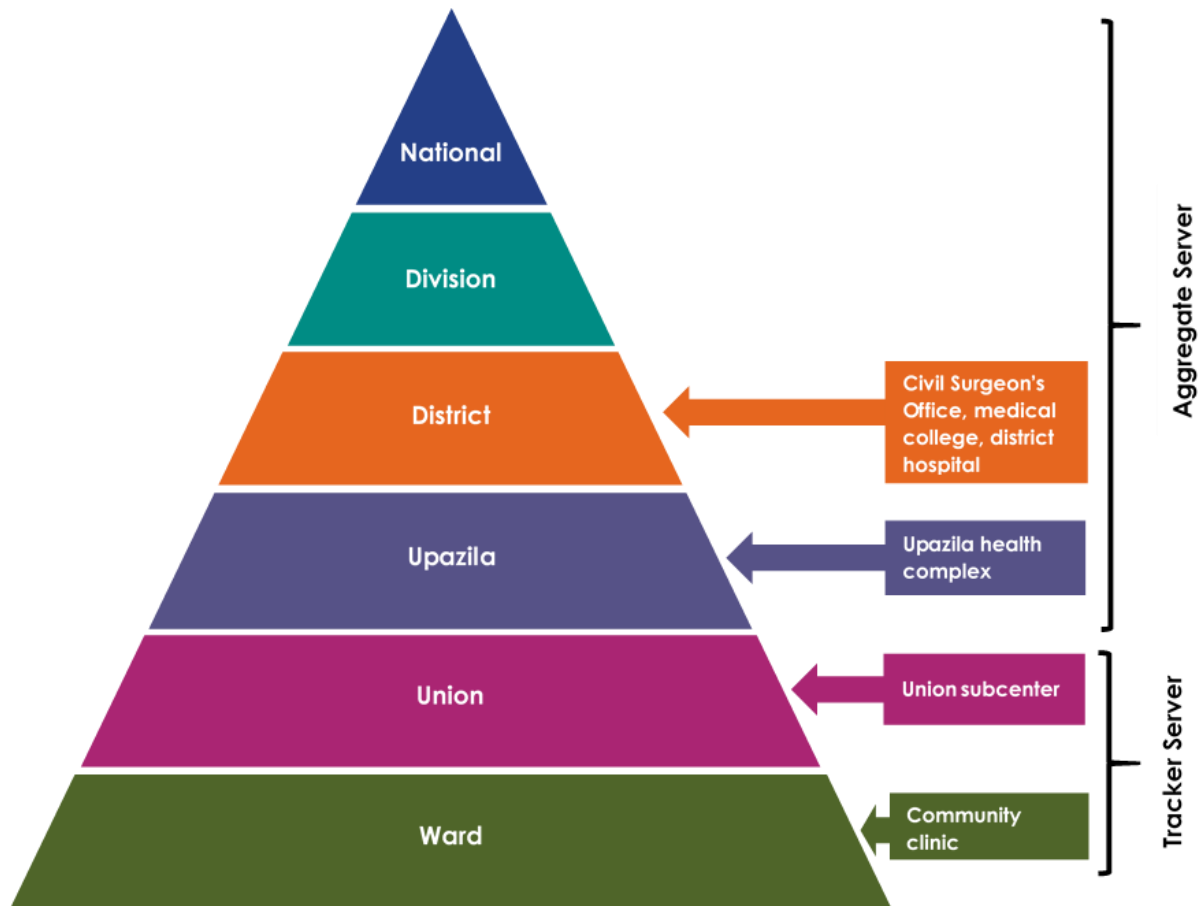 National
Division
District
Civil Surgeon's
Office, medical
college, district
hospital
Upazila
Upazila health
complex
Union
Union subcenter
Ward
Community
clinic
Aggregate Server
Tracker Server